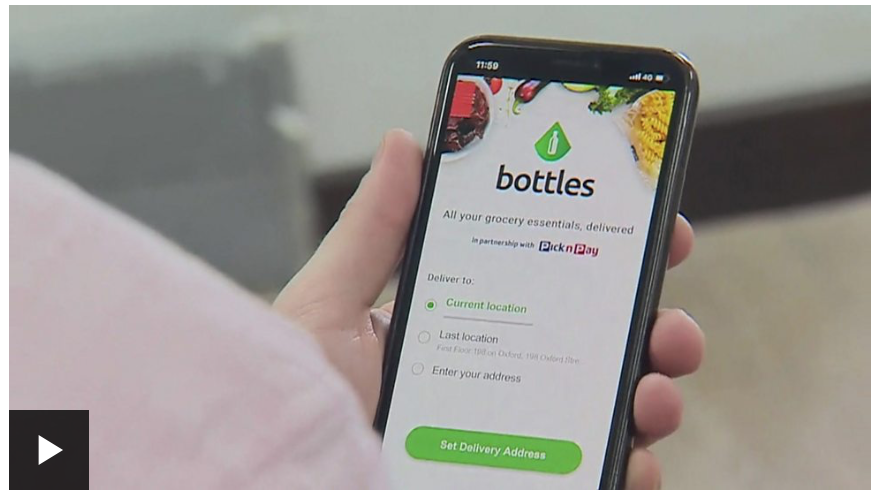 11:59
4G
bottles
All your grocery essentials, delivered
in partnership with Pick n Pay
Deliver to:
Current location
Last location
First Floor, 198 on Oxford, 198 Oxford
Enter your address
Set Delivery Address